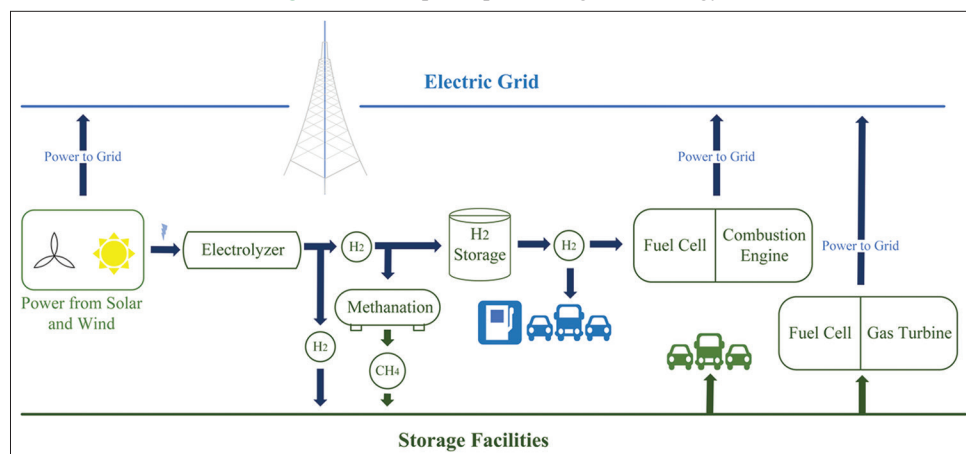 Electric Grid
Power to Grid
Power to Grid
Power to Grid
Power from Solar
and Wind
Electrolyzer
H2
H2
Storage
H2
Fuel Cell
Combustion
Engine
Methanation
H2
CH4
Fuel Cell
Gas Turbine
Storage Facilities